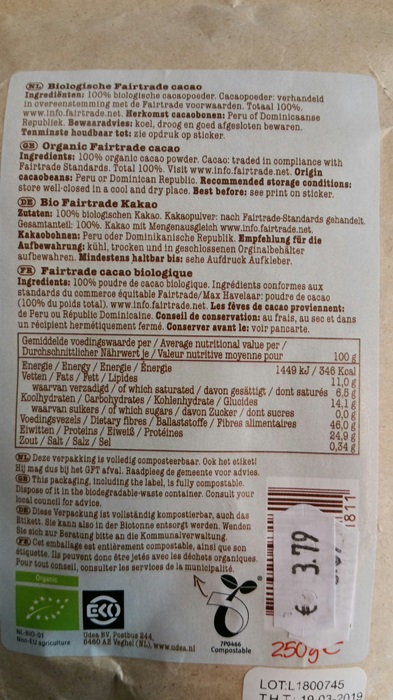 NL Biologische Fairtrade cacao
Ingrediënten: 100% biologische cacaopoeder. Cacaopoeder: verhandeld
in overeenstemming met de Fairtrade voorwaarden. Totaal 100%.
www.info.fairtrade.net. Herkomst cacaobonen: Peru of Dominicaanse
Republiek. Bewaaradvies: koel, droog en goed afgesloten bewaren.
Tenminste houdbaar tot: zie opdruk op sticker.
GB Organic Fairtrade cacao
Ingredients: 100% organic cacao powder. Cacao: traded in compliance with
Fairtrade Standards. Total 100%. Visit www.info.fairtrade.net. Origin
cacaobeans: Peru or Dominican Republic. Recommended storage conditions:
store well-closed in a cool and dry place. Best before: see print on sticker.
DE Bio Fairtrade Kakao
Zutaten: 100% biologischen Kakao. Kakaopulver: nach Fairtrade-Standards gehandelt.
Gesamtanteil: 100%. Kakao mit Mengenausgleich www.info.fairtrade.net.
Kakaobohnen: Peru oder Dominikanische Republik. Empfehlung für die
Aufbewahrung: kühl, trocken und in geschlossenen Orginalbehälter
aufbewahren. Mindestens haltbar bis: sehe Aufdruck Aufkleber.
FR Fairtrade cacao biologique
Ingredients: 100% poudre de cacao biologique. Ingrédients conformes aux
standards du commerce équitable Fairtrade/Max Havelaar: poudre de cacao
(100% du poids total). www.info.fairtrade.net. Les fèves de cacao proviennent:
de Peru ou Républic Dominicaine. Conseil de conservation: au frais, au sec et dans
un récipient hermétiquement fermé. Conserver avant le: voir pancarte.
Gemiddelde voedingswaarde per / Average nutritional value per /
Durchschnittlicher Nährwert je / Valeur nutritive moyenne pour 100 g
Energie / Energy / Energie / Énergie 1449 kJ / 346 Kcal
Vetten / Fats / Fett / Lipides 11,0 g
waarvan verzadigd / of which saturated / davon gesättigt / dont saturés 6,5 g
Koolhydraten / Carbohydrates / Kohlenhydrate / Glucides 14,1 g
waarvan suikers / of which sugars / davon Zucker / dont sucres 0,0 g
Voedingsvezels / Dietary fibres / Ballaststoffe / Fibres alimentaires 46,0 g
Eiwitten / Proteins / Eiweiß / Protéines 24,9 g
Zout / Salt / Salz / Sel 0,34 g
NL Deze verpakking is volledig composteerbaar. Ook het etiket!
Hij mag dus bij het GFT afval. Raadpleeg de gemeente voor advies.
GB This packaging, including the label, is fully compostable.
Dispose of it in the biodegradable-waste container. Consult your
local council for advice.
DE Diese Verpackung ist vollständig kompostierbar, auch das
Etikett. Sie kann also in der Biotonne entsorgt werden. Wenden
Sie sich zur Beratung bitte an die Kommunalverwaltung.
FR Cet emballage est entièrement compostable, ainsi que son
étiquette. Ils peuvent donc être jetés avec les déchets organiques.
Pour tout conseil, consulter les services de la municipalité.
Organic
EKO
NL-BIO-01
Non-EU agriculture
Udea BV, Postbus 244,
5460 AE Veghel (NL), www.udea.nl
7P0466
Compostable
€ 3.79
1811
250g e
LOT:L1800745
T.H.T: 19-03-2019